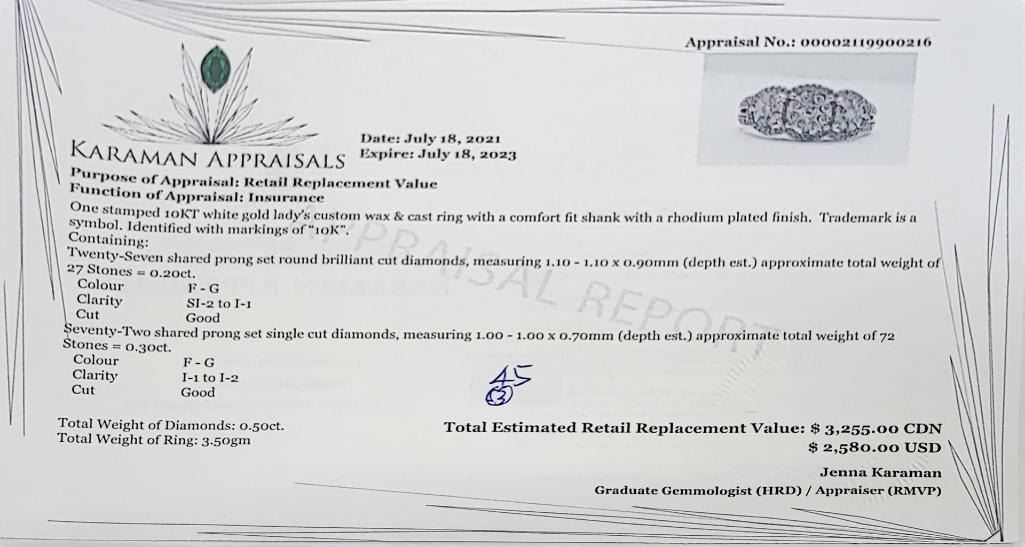 Appraisal No.: 00002119900216
KARAMAN APPRAISALS
Date: July 18, 2021
Expire: July 18, 2023
Purpose of Appraisal: Retail Replacement Value
Function of Appraisal: Insurance
One stamped 10KT white gold lady's custom wax & cast ring with a comfort fit shank with a rhodium plated finish. Trademark is a
symbol. Identified with markings of "10K".
Containing:
Twenty-Seven shared prong set round brilliant cut diamonds, measuring 1.10 - 1.10 x 0.90mm (depth est.) approximate total weight of
27 Stones = 0.20ct.
Colour F - G
Clarity SI-2 to I-1
Cut Good
Seventy-Two shared prong set single cut diamonds, measuring 1.00 - 1.00 x 0.70mm (depth est.) approximate total weight of 72
Stones = 0.30ct.
Colour F - G
Clarity I-1 to I-2
Cut Good
APPRAISAL REPORT
45
3
Total Weight of Diamonds: 0.50ct.
Total Weight of Ring: 3.50gm
Total Estimated Retail Replacement Value: $ 3,255.00 CDN
$ 2,580.00 USD
Jenna Karaman
Graduate Gemmologist (HRD) / Appraiser (RMVP)